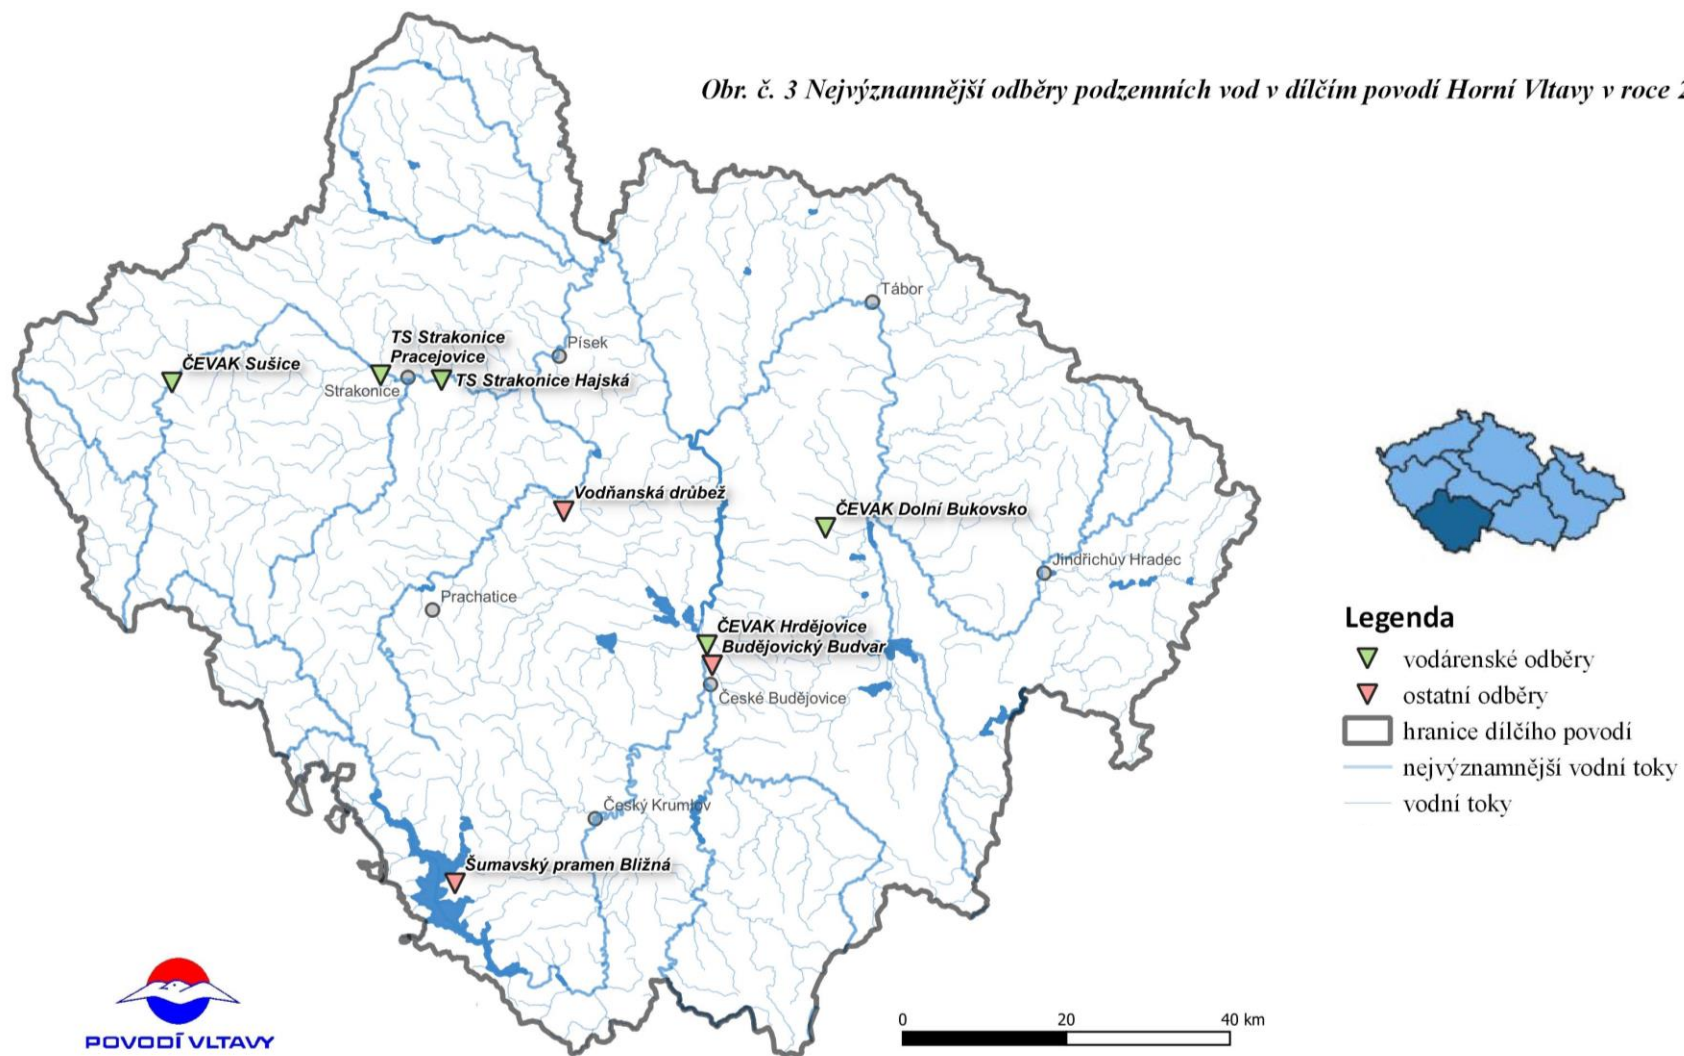 Obr. č. 3 Nejvýznamnější odběry podzemních vod v dílčím povodí Horní Vltavy v roce
Tábor
TS Strakonice
Pracejovice
Písek
ČEVAK Sušice
Strakonice
TS Strakonice Hajská
Vodňanská drůbež
ČEVAK Dolní Bukovsko
Jindřichův Hradec
Prachatice
ČEVAK Hrdějovice
Budějovický Budvar
České Budějovice
Český Krumlov
Šumavský pramen Bližná
Legenda
vodárenské odběry
ostatní odběry
hranice dílčího povodí
nejvýznamnější vodní toky
vodní toky
POVODÍ VLTAVY
0 20 40 km